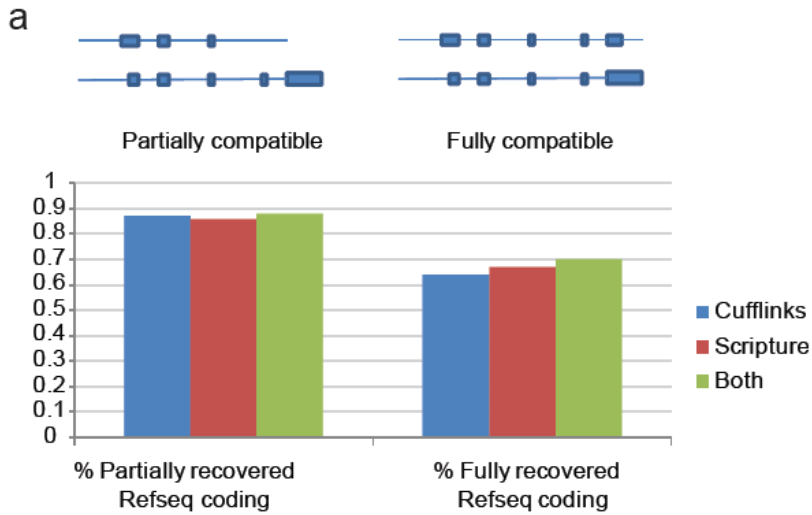 a
Partially compatible
Fully compatible
1
0.9
0.8
0.7
0.6
0.5
0.4
0.3
0.2
0.1
0
Cufflinks
Scripture
Both
% Partially recovered
Refseq coding
% Fully recovered
Refseq coding